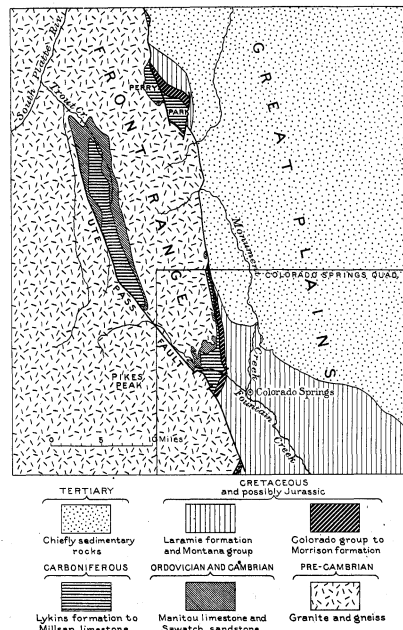 South Platte Riv.
Trout Cr.
FRONT RANGE
GREAT PLAINS
PERRY
PARK
UTE PASS FAULT
Monument Creek
COLORADO SPRINGS QUAD.
PIKES
PEAK
Colorado Springs
Fountain Creek
0 5 10 Miles
TERTIARY
CRETACEOUS
and possibly Jurassic
Chiefly sedimentary
rocks
Laramie formation
and Montana group
Colorado group to
Morrison formation
CARBONIFEROUS
ORDOVICIAN AND CAMBRIAN
PRE-CAMBRIAN
Lykins formation to
Millsap limestone
Manitou limestone and
Sawatch sandstone
Granite and gneiss